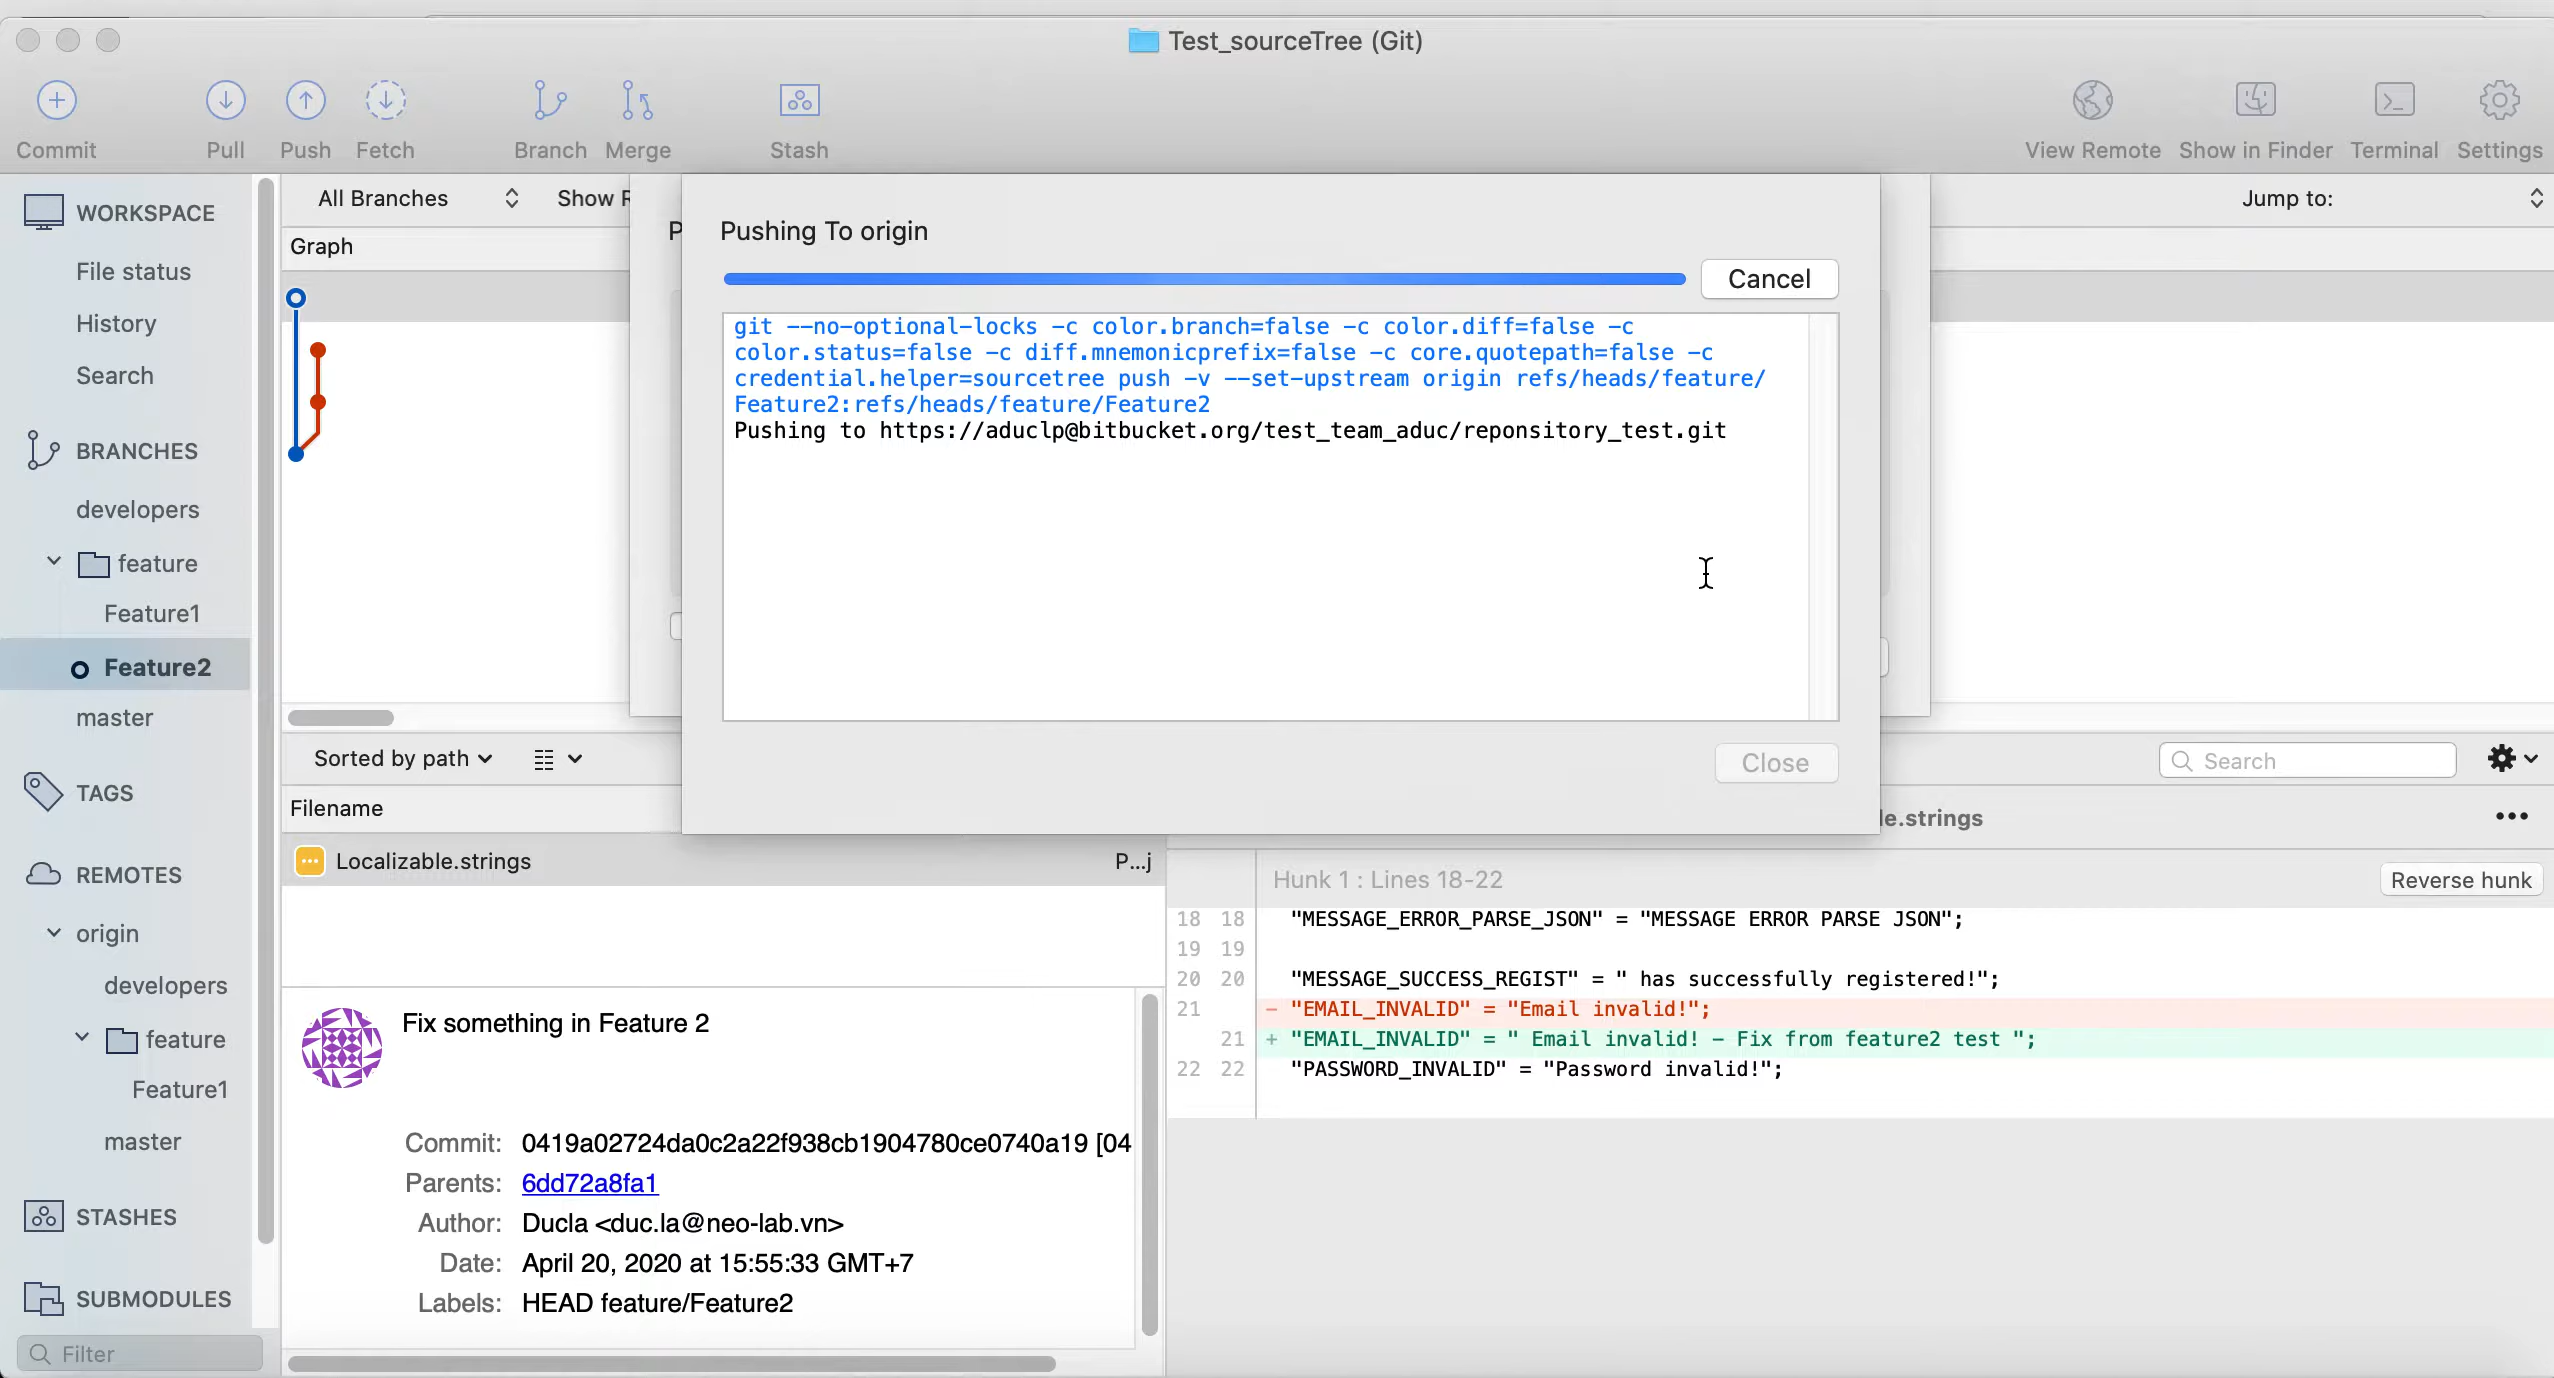 Test_sourceTree (Git)
Commit
Pull
Push
Fetch
Branch
Merge
Stash
View Remote
Show in Finder
Terminal
Settings
WORKSPACE
File status
History
Search
BRANCHES
developers
feature
Feature1
Feature2
master
TAGS
REMOTES
origin
developers
feature
Feature1
master
STASHES
SUBMODULES
Filter
All Branches
Show R
Jump to:
Graph
P
Pushing To origin
Cancel
git --no-optional-locks -c color.branch=false -c color.diff=false -c
color.status=false -c diff.mnemonicprefix=false -c core.quotepath=false -c
credential.helper=sourcetree push -v --set-upstream origin refs/heads/feature/
Feature2:refs/heads/feature/Feature2
Pushing to https://aduclp@bitbucket.org/test_team_aduc/reponsitory_test.git
Close
Sorted by path
Search
Filename
Localizable.strings
P...j
Fix something in Feature 2
Commit: 0419a02724da0c2a22f938cb1904780ce0740a19 [04
Parents: 6dd72a8fa1
Author: Ducla <duc.la@neo-lab.vn>
Date: April 20, 2020 at 15:55:33 GMT+7
Labels: HEAD feature/Feature2
le.strings
Hunk 1 : Lines 18-22
Reverse hunk
18 18 "MESSAGE_ERROR_PARSE_JSON" = "MESSAGE ERROR PARSE JSON";
19 19
20 20 "MESSAGE_SUCCESS_REGIST" = " has successfully registered!";
21 - "EMAIL_INVALID" = "Email invalid!";
21 + "EMAIL_INVALID" = " Email invalid! - Fix from feature2 test ";
22 22 "PASSWORD_INVALID" = "Password invalid!";